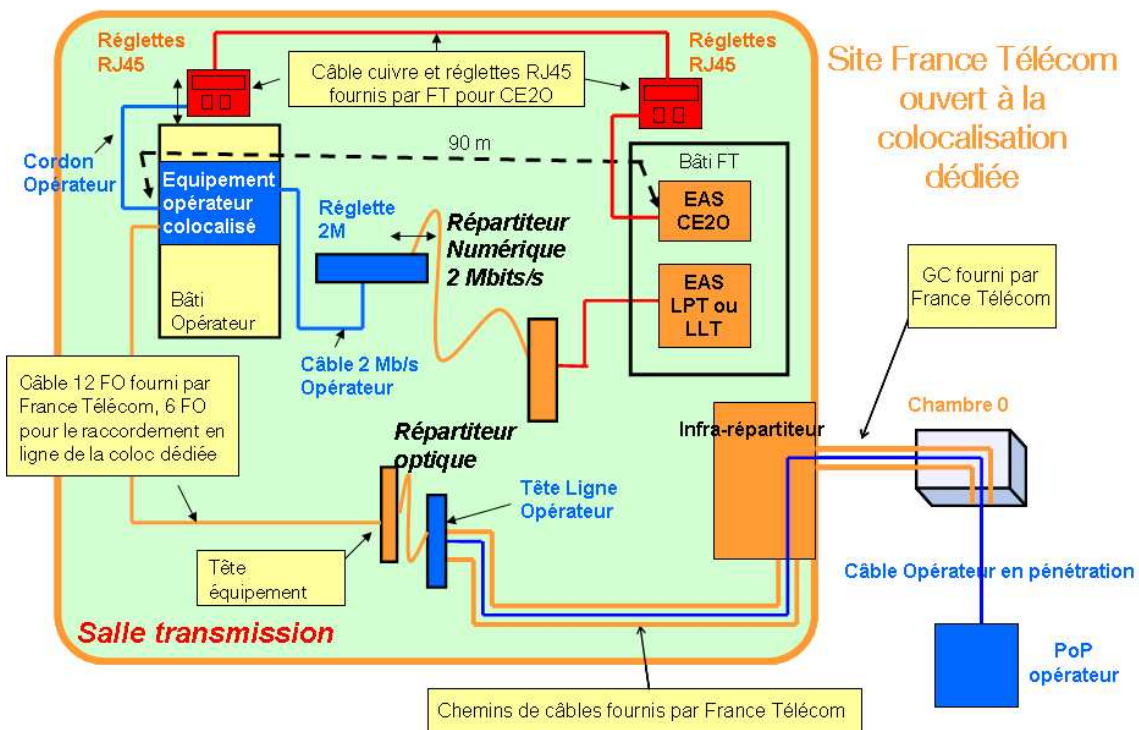 Réglettes
RJ45
Câble cuivre et réglettes RJ45
fournis par FT pour CE2O
Réglettes
RJ45
Site France Télécom
ouvert à la
colocalisation
dédiée
Cordon
Opérateur
90 m
Bâti FT
Equipement
opérateur
colocalisé
Réglette
2M
Répartiteur
Numérique
2 Mbits/s
EAS
CE2O
EAS
LPT ou
LLT
GC fourni par
France Télécom
Bâti
Opérateur
Câble 2 Mb/s
Opérateur
Câble 12 FO fourni par
France Télécom, 6 FO
pour le raccordement en
ligne de la coloc dédiée
Répartiteur
optique
Infra-répartiteur
Chambre 0
Tête Ligne
Opérateur
Tête
équipement
Câble Opérateur en pénétration
Salle transmission
PoP
opérateur
Chemins de câbles fournis par France Télécom